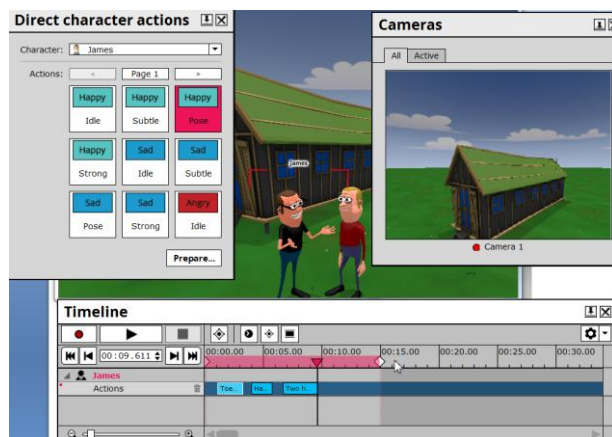 Direct character actions
Character: James
Actions: « Page 1 »
Happy Happy Happy
Idle Subtle Pose
Happy Sad Sad
Strong Idle Subtle
Sad Sad Angry
Pose Strong Idle
Prepare...
James
Cameras
All Active
Camera 1
Timeline
00:09.611
00:00.00 00:05.00 00:10.00 00:15.00 00:20.00 00:25.00 00:30.00
James
Actions Toe... Ha... Two h...